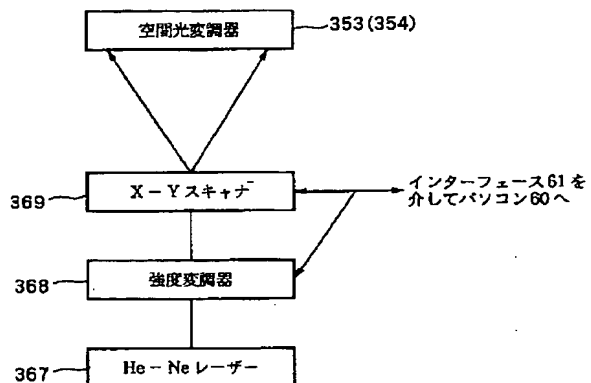 空間光変調器
353(354)
X－Yスキャナ
369
インターフェース61を
介してパソコン60へ
強度変調器
368
He－Neレーザー
367